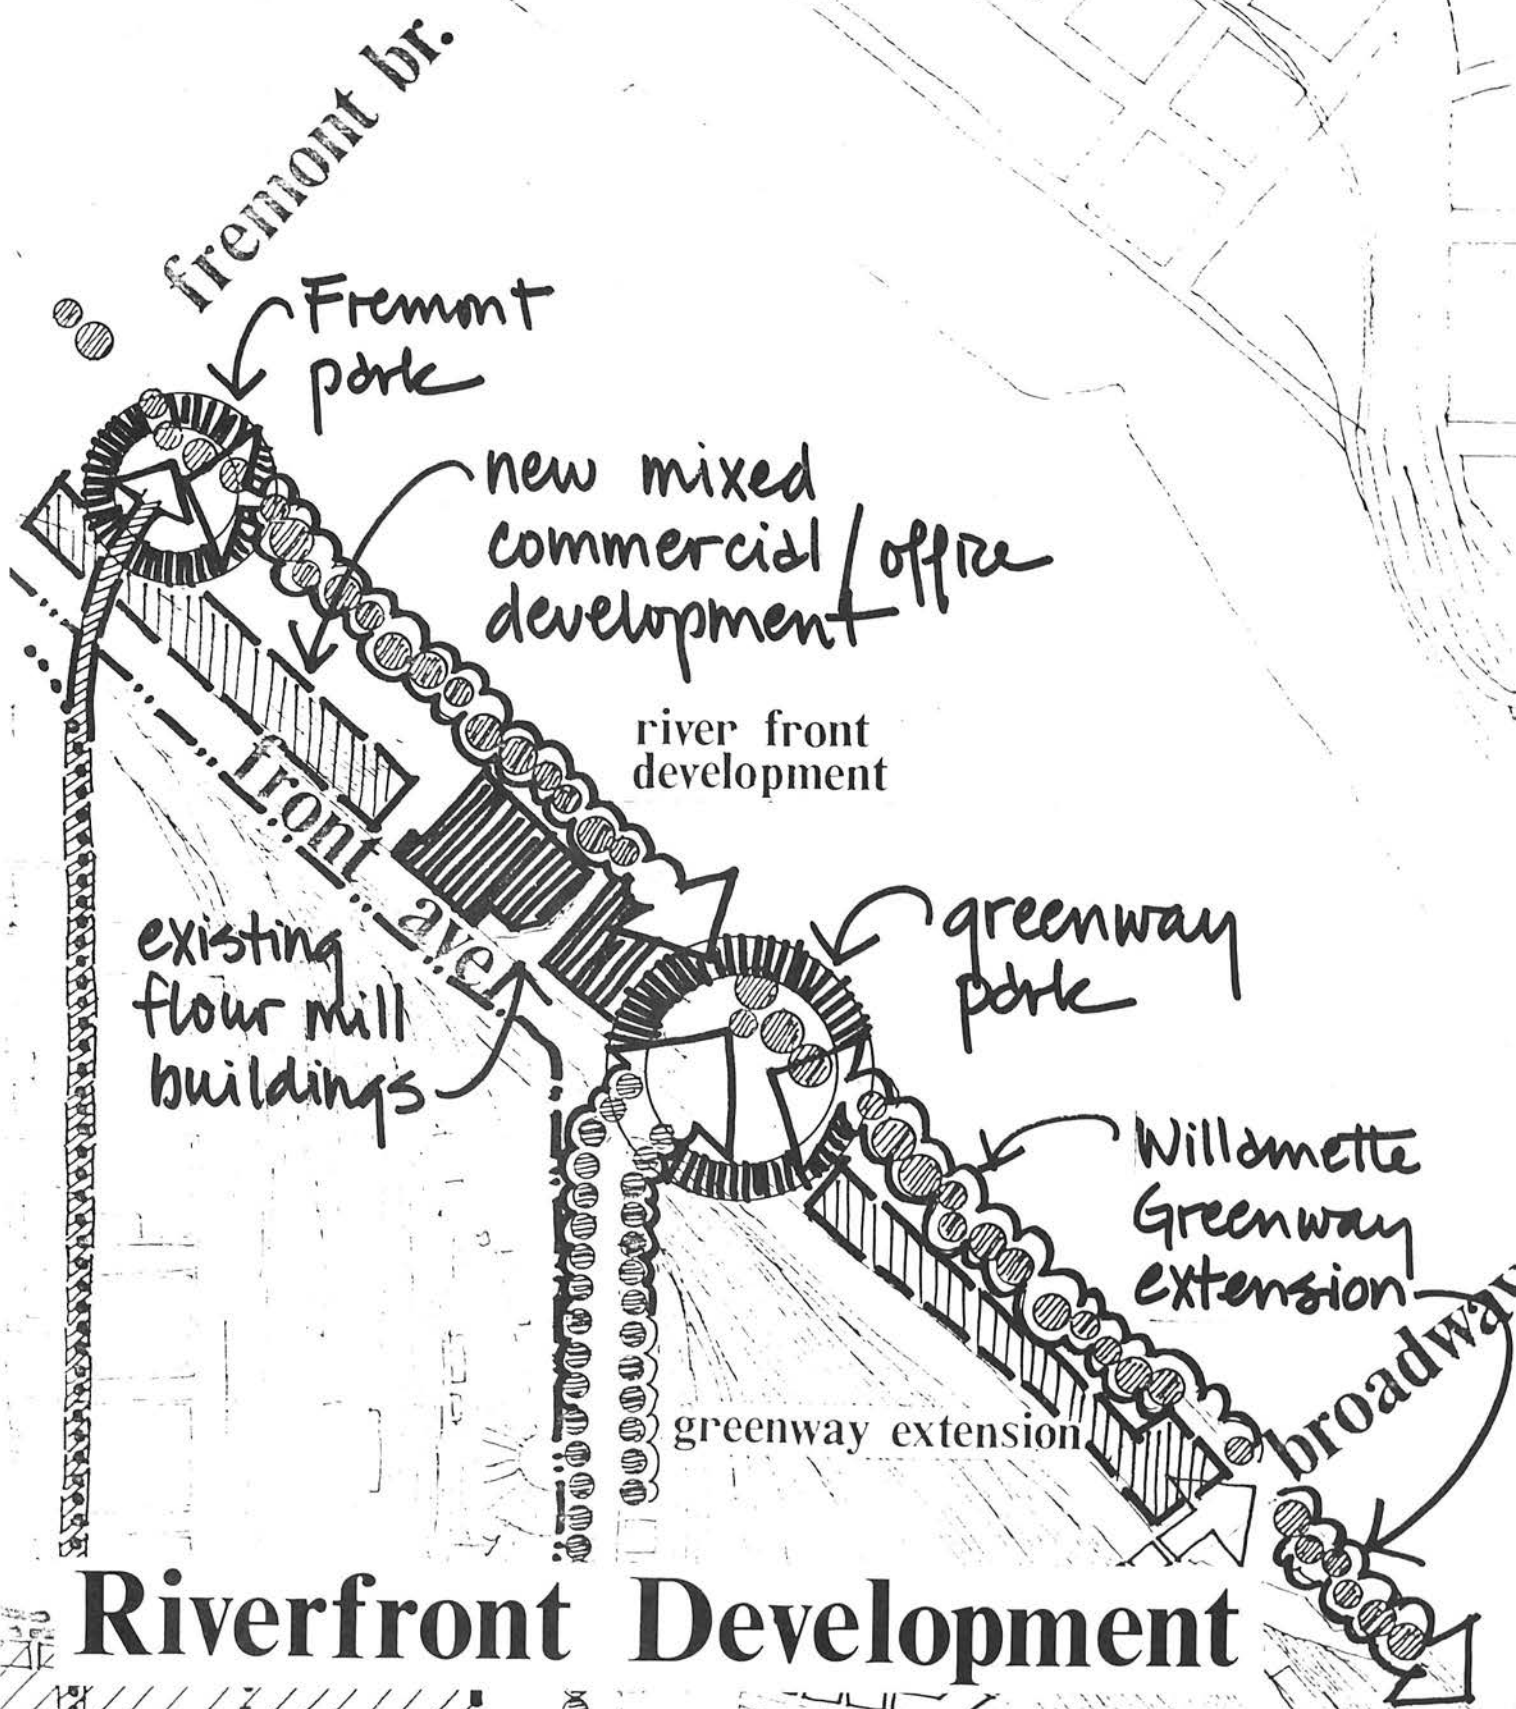 fremont br.
Fremont
park
new mixed
commercial/office
development
river front
development
front ave.
existing
flour mill
buildings
greenway
park
Willamette
Greenway
extension
greenway extension
Riverfront Development